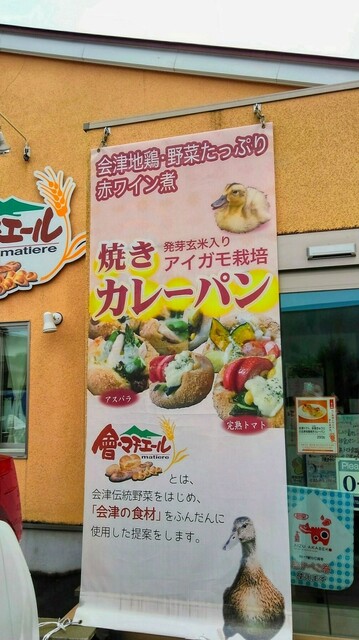 会津地鶏・野菜たっぷり
赤ワイン煮
焼き
発芽玄米入り
アイガモ栽培
カレーパン
アスパラ
完熟トマト
會・マチエール
matiere
とは、
会津伝統野菜をはじめ、
「会津の食材」をふんだんに
使用した提案をします。
エール
matiere